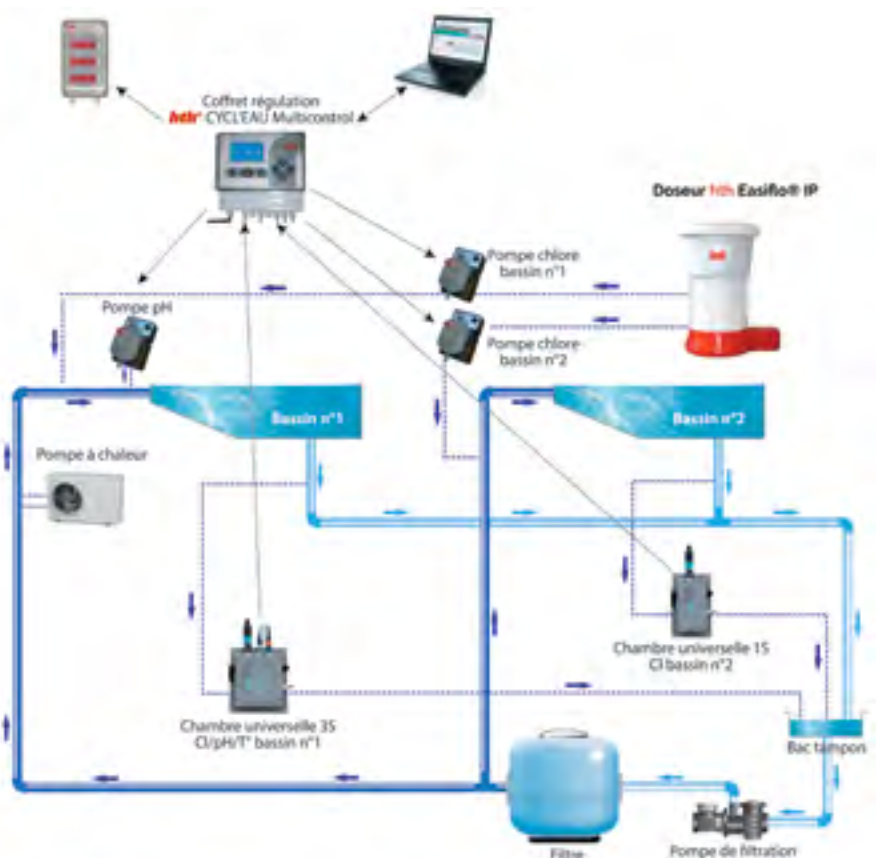 Coffret régulation
hth® CYCL'EAU Multicontrol
Doseur hth Easiflo® IP
Pompe chlore
bassin n°1
Pompe pH
Pompe chlore
bassin n°2
Bassin n°1
Bassin n°2
Pompe à chaleur
Chambre universelle 1S
Cl bassin n°2
Chambre universelle 3S
Cl/pH/T° bassin n°1
Bac tampon
Filtre
Pompe de filtration